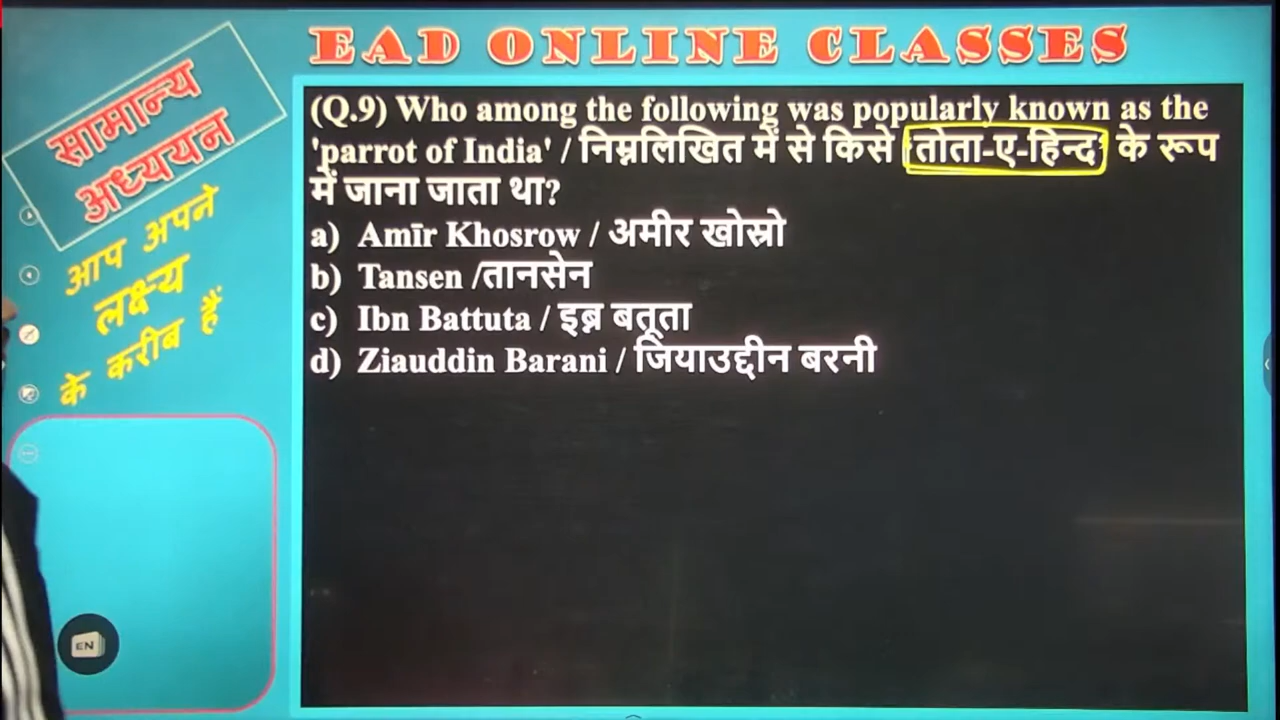 EAD ONLINE CLASSES
सामान्य
अध्ययन
आप अपने
लक्ष्य
के करीब हैं
(Q.9) Who among the following was popularly known as the
'parrot of India' / निम्नलिखित में से किसे 'तोता-ए-हिन्द' के रूप
में जाना जाता था?
a) Amīr Khosrow / अमीर खोस्रो
b) Tansen /तानसेन
c) Ibn Battuta / इब्न बतूता
d) Ziauddin Barani / जियाउद्दीन बरनी
EN